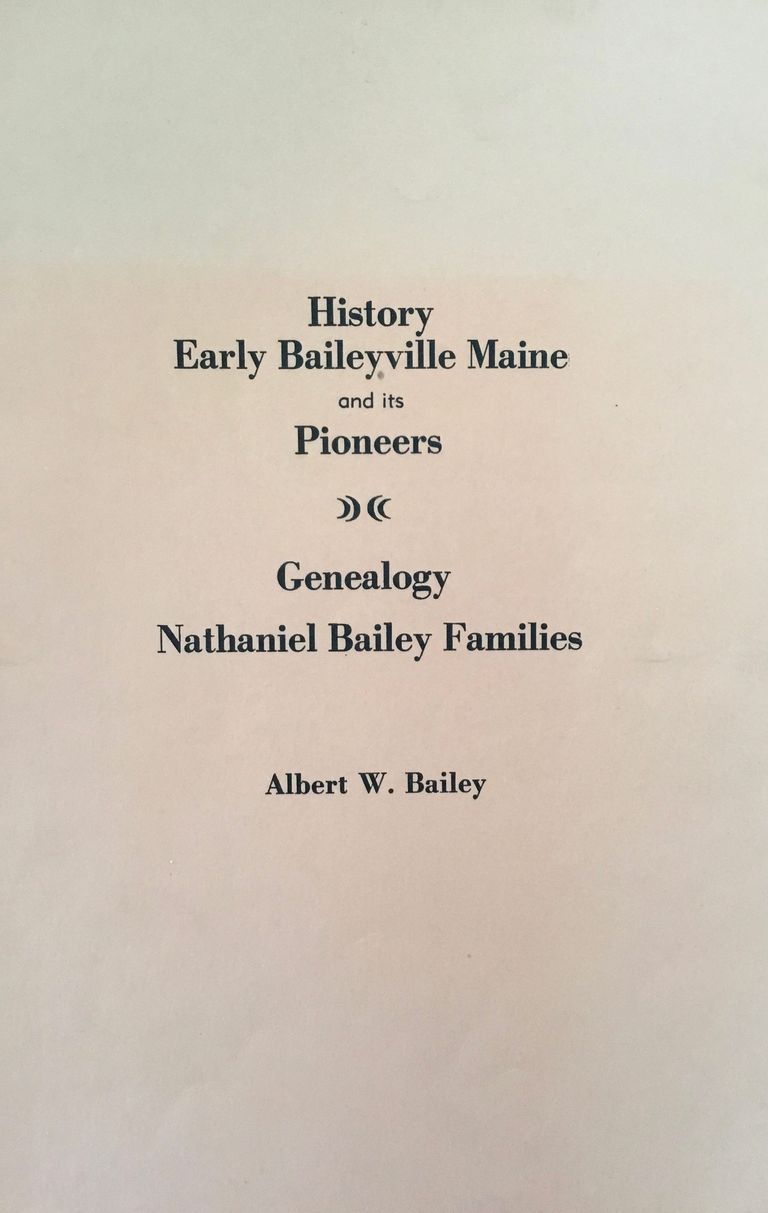 History
Early Baileyville Maine
and its
Pioneers
Genealogy
Nathaniel Bailey Families
Albert W. Bailey